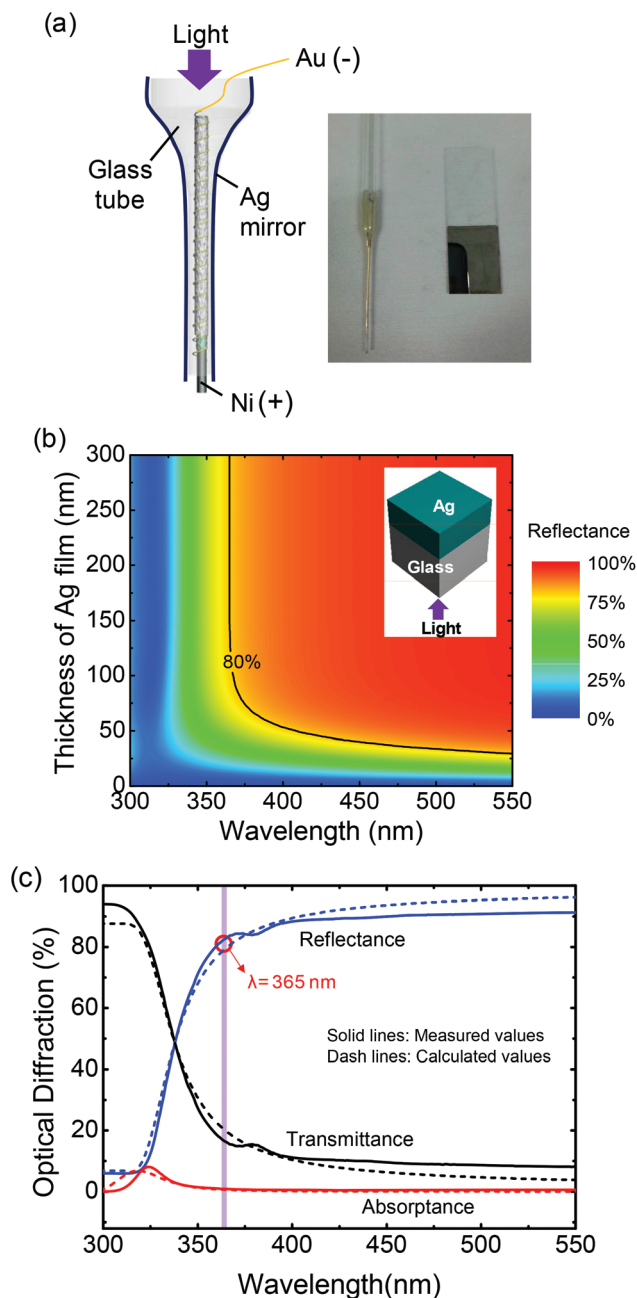 (a)
Light
Au (-)
Glass
tube
Ag
mirror
Ni (+)
(b)
Thickness of Ag film (nm)
300
250
200
150
100
50
0
80%
Ag
Glass
Light
Reflectance
100%
75%
50%
25%
0%
300 350 400 450 500 550
Wavelength (nm)
(c)
Optical Diffraction (%)
100
80
60
40
20
0
Reflectance
λ= 365 nm
Solid lines: Measured values
Dash lines: Calculated values
Transmittance
Absorptance
300 350 400 450 500 550
Wavelength(nm)